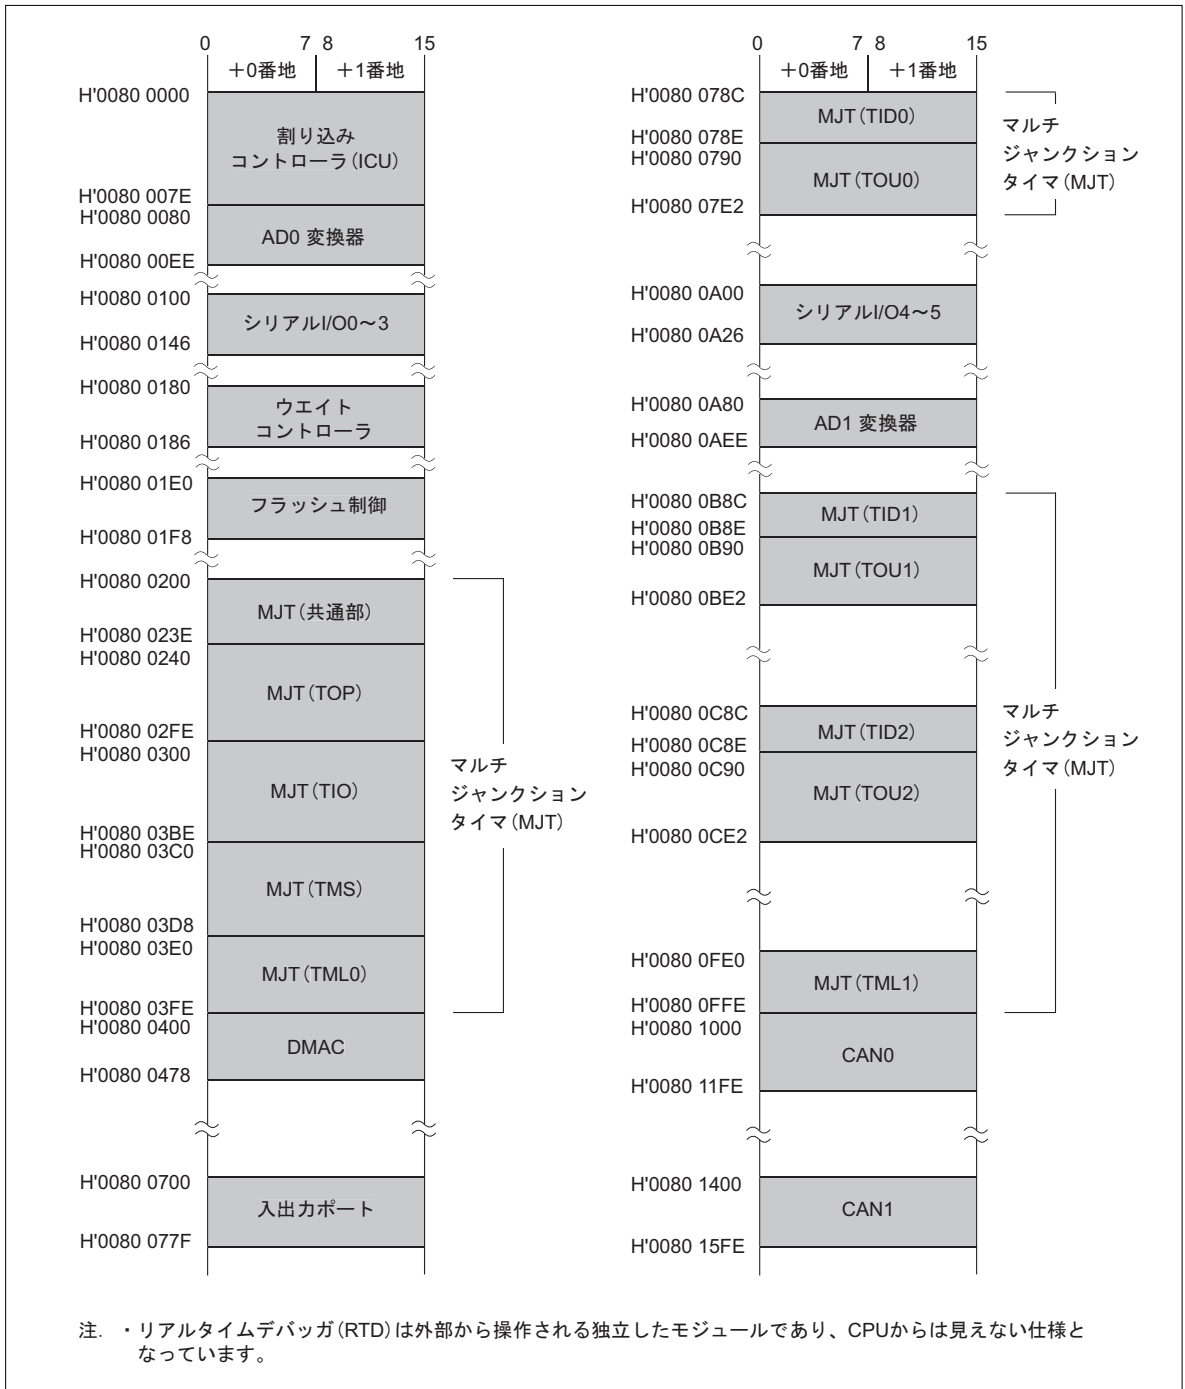 0 7 8 15
+0番地 +1番地
H'0080 0000
割り込み
コントローラ(ICU)
H'0080 007E
H'0080 0080
AD0 変換器
H'0080 00EE
H'0080 0100
シリアルI/O0~3
H'0080 0146
H'0080 0180
ウエイト
コントローラ
H'0080 0186
H'0080 01E0
フラッシュ制御
H'0080 01F8
H'0080 0200
MJT(共通部)
H'0080 023E
H'0080 0240
MJT(TOP)
H'0080 02FE
H'0080 0300
MJT(TIO)
H'0080 03BE
H'0080 03C0
MJT(TMS)
H'0080 03D8
H'0080 03E0
MJT(TML0)
H'0080 03FE
マルチ
ジャンクション
タイマ(MJT)
H'0080 0400
DMAC
H'0080 0478
H'0080 0700
入出力ポート
H'0080 077F
0 7 8 15
+0番地 +1番地
H'0080 078C
MJT(TID0)
H'0080 078E
H'0080 0790
MJT(TOU0)
H'0080 07E2
マルチ
ジャンクション
タイマ(MJT)
H'0080 0A00
シリアルI/O4~5
H'0080 0A26
H'0080 0A80
AD1 変換器
H'0080 0AEE
H'0080 0B8C
MJT(TID1)
H'0080 0B8E
H'0080 0B90
MJT(TOU1)
H'0080 0BE2
H'0080 0C8C
MJT(TID2)
H'0080 0C8E
H'0080 0C90
MJT(TOU2)
H'0080 0CE2
マルチ
ジャンクション
タイマ(MJT)
H'0080 0FE0
MJT(TML1)
H'0080 0FFE
H'0080 1000
CAN0
H'0080 11FE
H'0080 1400
CAN1
H'0080 15FE
注. ・リアルタイムデバッガ(RTD)は外部から操作される独立したモジュールであり、CPUからは見えない仕様と
なっています。